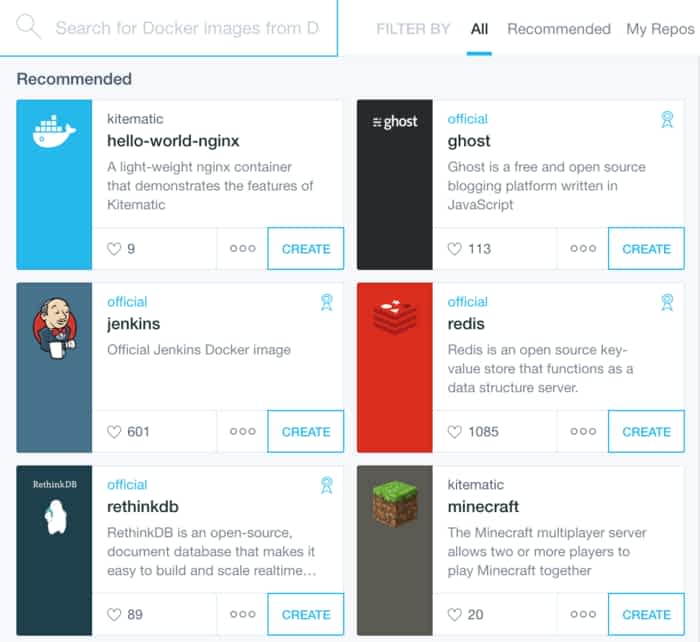 Search for Docker images from D
FILTER BY All Recommended My Repos
Recommended
kitematic
hello-world-nginx
A light-weight nginx container
that demonstrates the features of
Kitematic
9
CREATE
ghost
official
ghost
Ghost is a free and open source
blogging platform written in
JavaScript
113
CREATE
official
jenkins
Official Jenkins Docker image
601
CREATE
official
redis
Redis is an open source key-
value store that functions as a
data structure server.
1085
CREATE
RethinkDB
official
rethinkdb
RethinkDB is an open-source,
document database that makes it
easy to build and scale realtime…
89
CREATE
kitematic
minecraft
The Minecraft multiplayer server
allows two or more players to
play Minecraft together
20
CREATE